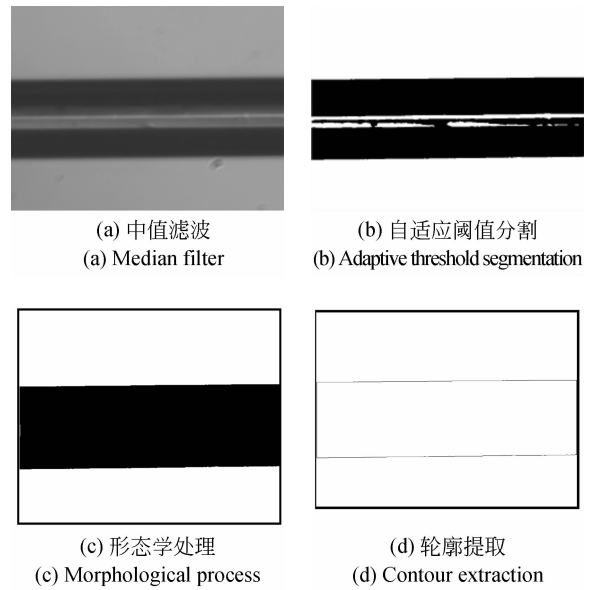 (a) 中值滤波
(a) Median filter
(b) 自适应阈值分割
(b) Adaptive threshold segmentation
(c) 形态学处理
(c) Morphological process
(d) 轮廓提取
(d) Contour extraction